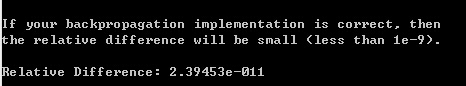 If your backpropagation implementation is correct, then
the relative difference will be small (less than 1e-9).
Relative Difference: 2.39453e-011